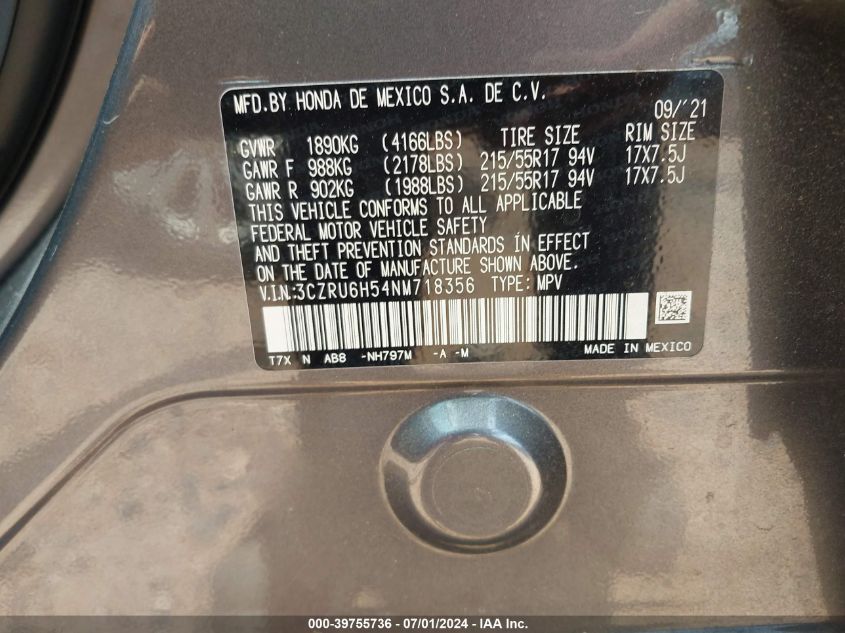 MFD.BY HONDA DE MEXICO S.A. DE C.V.
09/'21
GVWR 1890KG (4166LBS) TIRE SIZE RIM SIZE
GAWR F 988KG (2178LBS) 215/55R17 94V 17X7.5J
GAWR R 902KG (1988LBS) 215/55R17 94V 17X7.5J
THIS VEHICLE CONFORMS TO ALL APPLICABLE
FEDERAL MOTOR VEHICLE SAFETY
AND THEFT PREVENTION STANDARDS IN EFFECT
ON THE DATE OF MANUFACTURE SHOWN ABOVE.
V.I.N:3CZRU6H54NM718356 TYPE: MPV
T7X N AB8 -NH797M -A -M MADE IN MEXICO
000-39755736 - 07/01/2024 - IAA Inc.